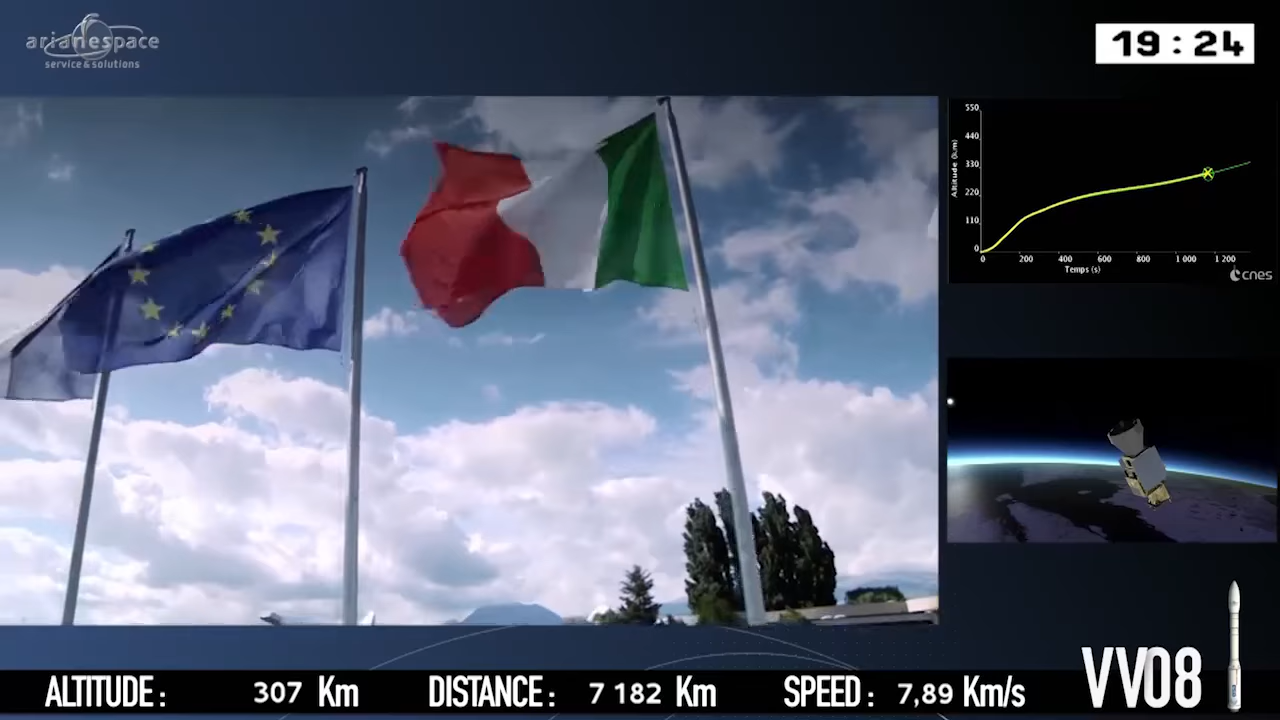 arianespace
service & solutions
19 : 24
550
440
330
220
110
0
Altitude (km)
0 200 400 600 800 1 000 1 200
Temps (s)
cnes
ALTITUDE : 307 Km DISTANCE : 7 182 Km SPEED : 7,89 Km/s
VV08